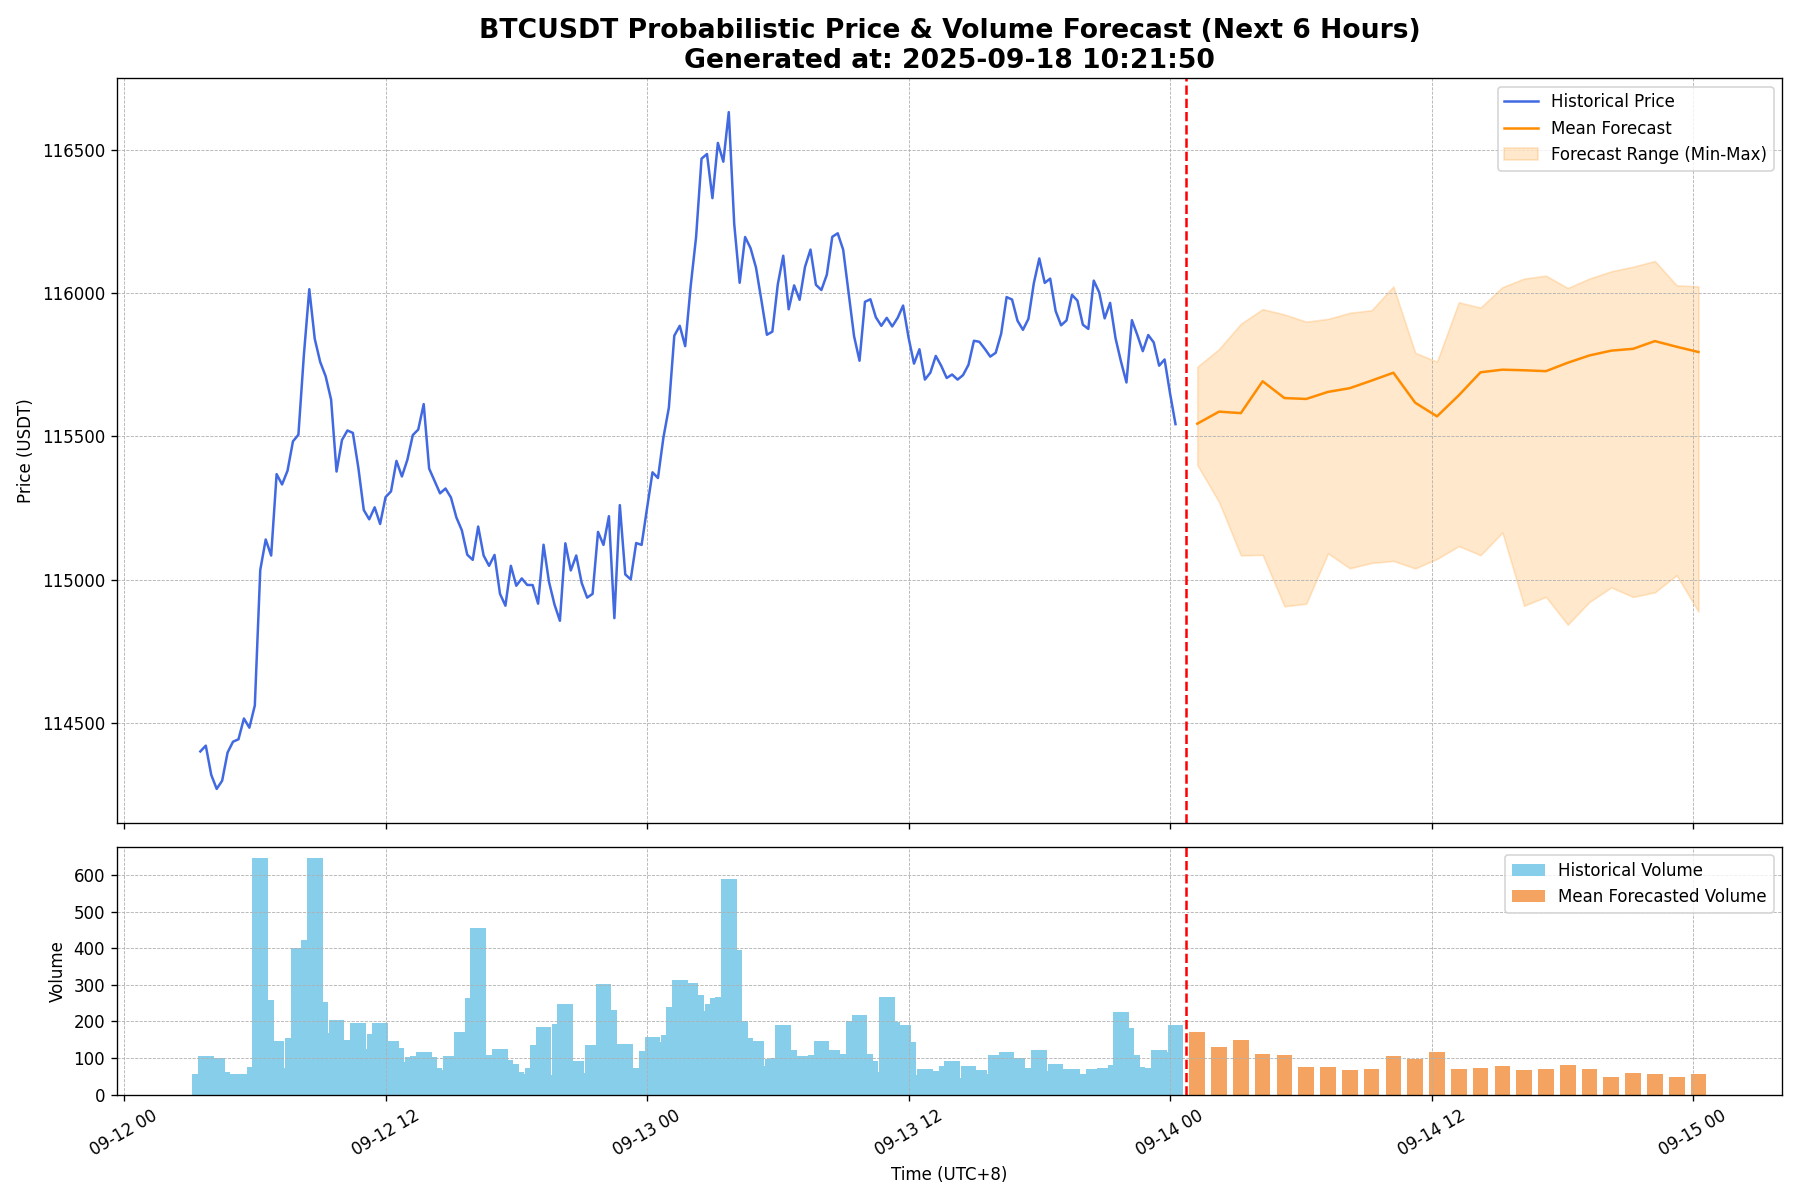 BTCUSDT Probabilistic Price & Volume Forecast (Next 6 Hours)
Generated at: 2025-09-18 10:21:50
Historical Price
Mean Forecast
Forecast Range (Min-Max)
Price (USDT)
116500
116000
115500
115000
114500
Historical Volume
Mean Forecasted Volume
Volume
600
500
400
300
200
100
0
09-12 00
09-12 12
09-13 00
09-13 12
09-14 00
09-14 12
09-15 00
Time (UTC+8)